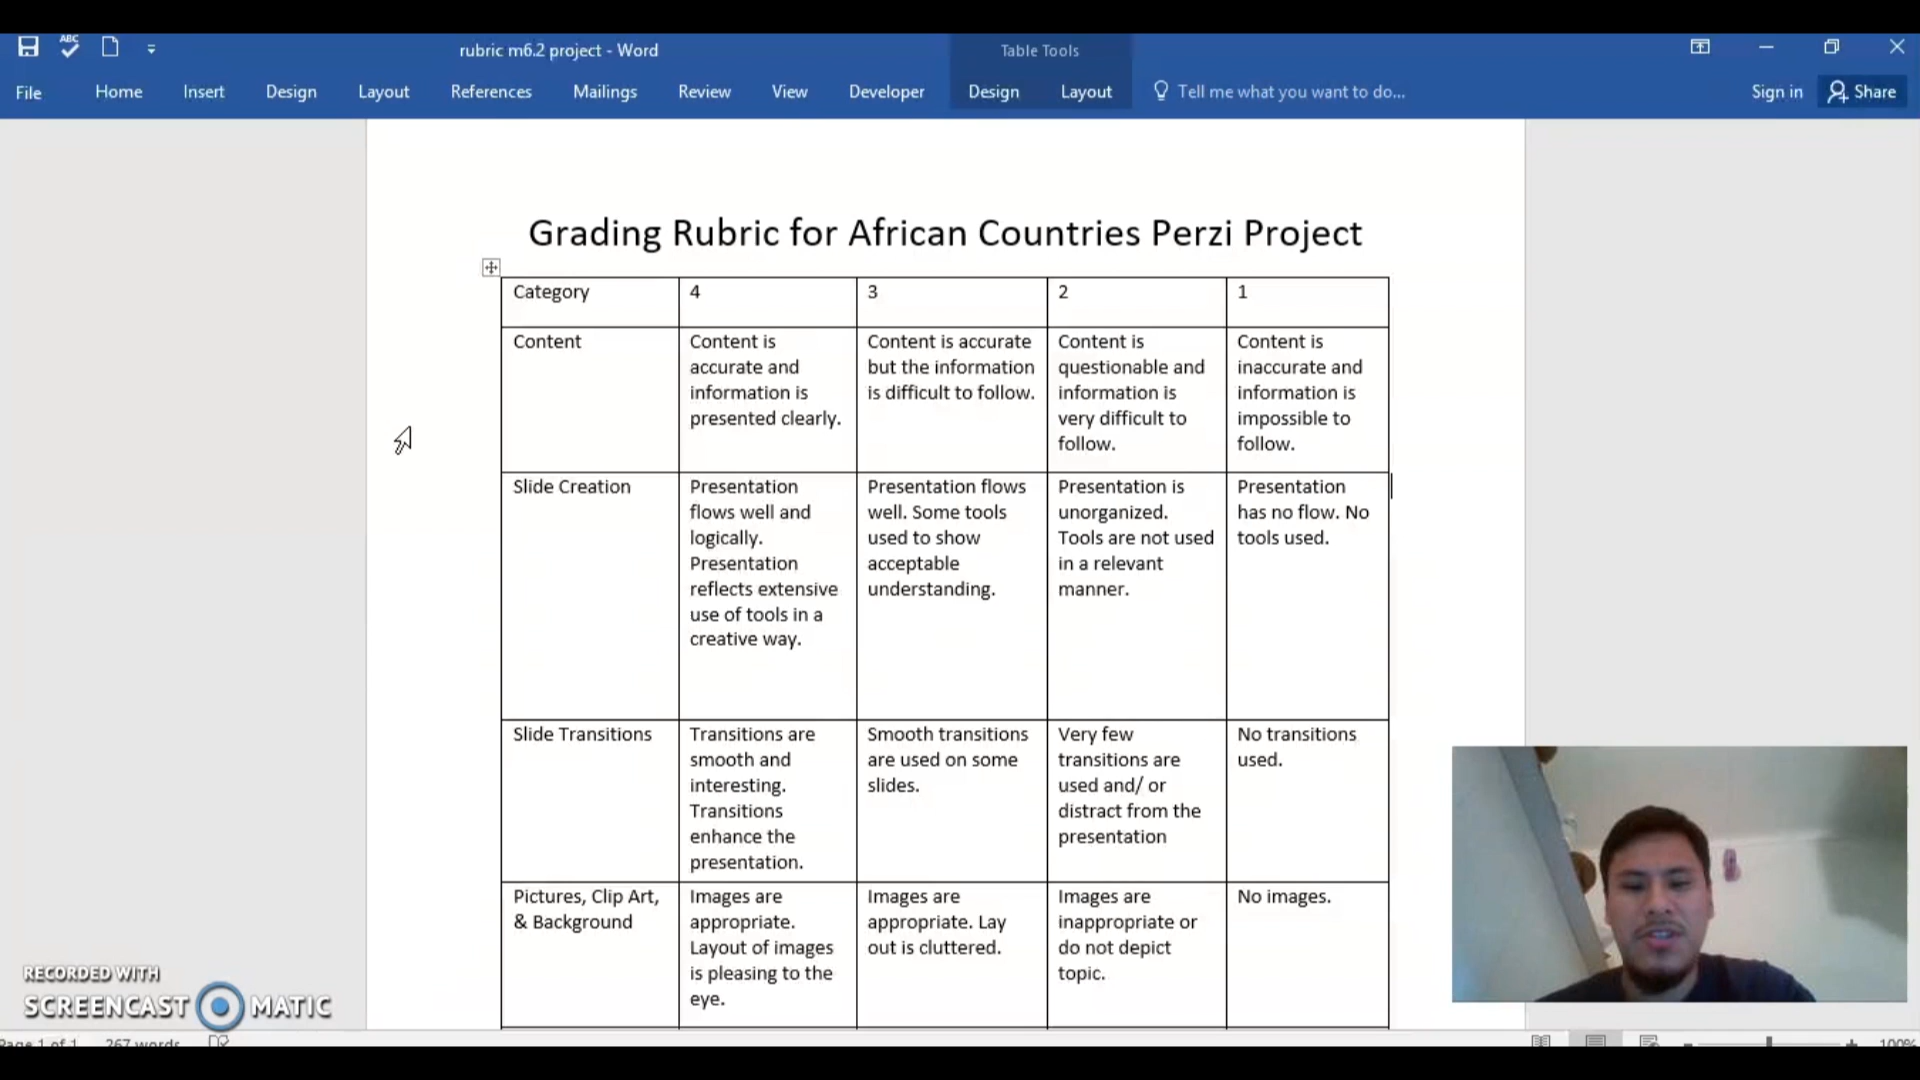 rubric m6.2 project - Word
Table Tools
File Home Insert Design Layout References Mailings Review View Developer Design Layout Tell me what you want to do... Sign in Share
Grading Rubric for African Countries Perzi Project
Category 4 3 2 1
Content
Content is
accurate and
information is
presented clearly.
Content is accurate
but the information
is difficult to follow.
Content is
questionable and
information is
very difficult to
follow.
Content is
inaccurate and
information is
impossible to
follow.
Slide Creation
Presentation
flows well and
logically.
Presentation
reflects extensive
use of tools in a
creative way.
Presentation flows
well. Some tools
used to show
acceptable
understanding.
Presentation is
unorganized.
Tools are not used
in a relevant
manner.
Presentation
has no flow. No
tools used.
Slide Transitions
Transitions are
smooth and
interesting.
Transitions
enhance the
presentation.
Smooth transitions
are used on some
slides.
Very few
transitions are
used and/ or
distract from the
presentation
No transitions
used.
Pictures, Clip Art,
& Background
Images are
appropriate.
Layout of images
is pleasing to the
eye.
Images are
appropriate. Lay
out is cluttered.
Images are
inappropriate or
do not depict
topic.
No images.
RECORDED WITH
SCREENCAST MATIC
Page 1 of 1 267 words
100%
ABC